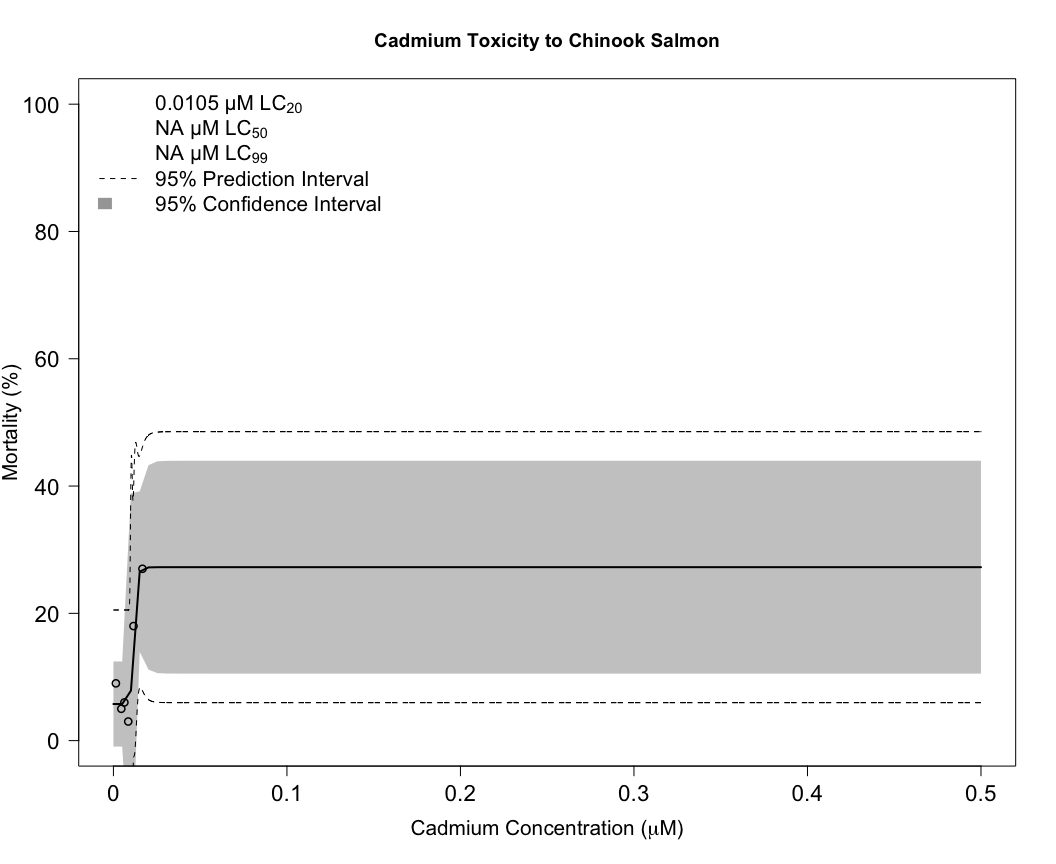 Cadmium Toxicity to Chinook Salmon
0.0105 µM LC₂₀
NA µM LC₅₀
NA µM LC₉₉
95% Prediction Interval
95% Confidence Interval
Mortality (%)
100
80
60
40
20
0
0 0.1 0.2 0.3 0.4 0.5
Cadmium Concentration (µM)